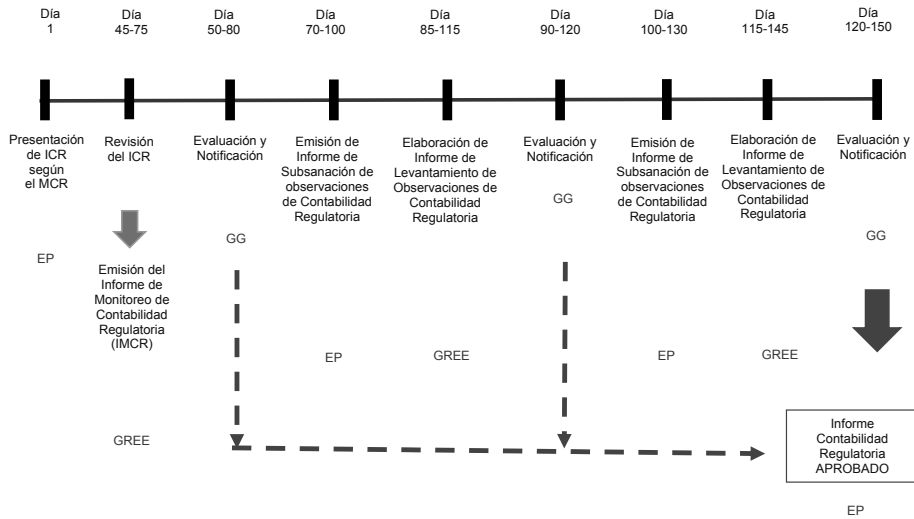 Día
1
Día
45-75
Día
50-80
Día
70-100
Día
85-115
Día
90-120
Día
100-130
Día
115-145
Día
120-150
Presentación
de ICR
según
el MCR
Revisión
del ICR
Evaluación y
Notificación
Emisión de
Informe de
Subsanación de
observaciones
de Contabilidad
Regulatoria
Elaboración de
Informe de
Levantamiento de
Observaciones de
Contabilidad
Regulatoria
Evaluación y
Notificación
Emisión de
Informe de
Subsanación de
observaciones
de Contabilidad
Regulatoria
Elaboración de
Informe de
Levantamiento de
Observaciones de
Contabilidad
Regulatoria
Evaluación y
Notificación
EP
Emisión del
Informe de
Monitoreo de
Contabilidad
Regulatoria
(IMCR)
GG
GG
GG
EP
GREE
EP
GREE
GREE
Informe
Contabilidad
Regulatoria
APROBADO
EP